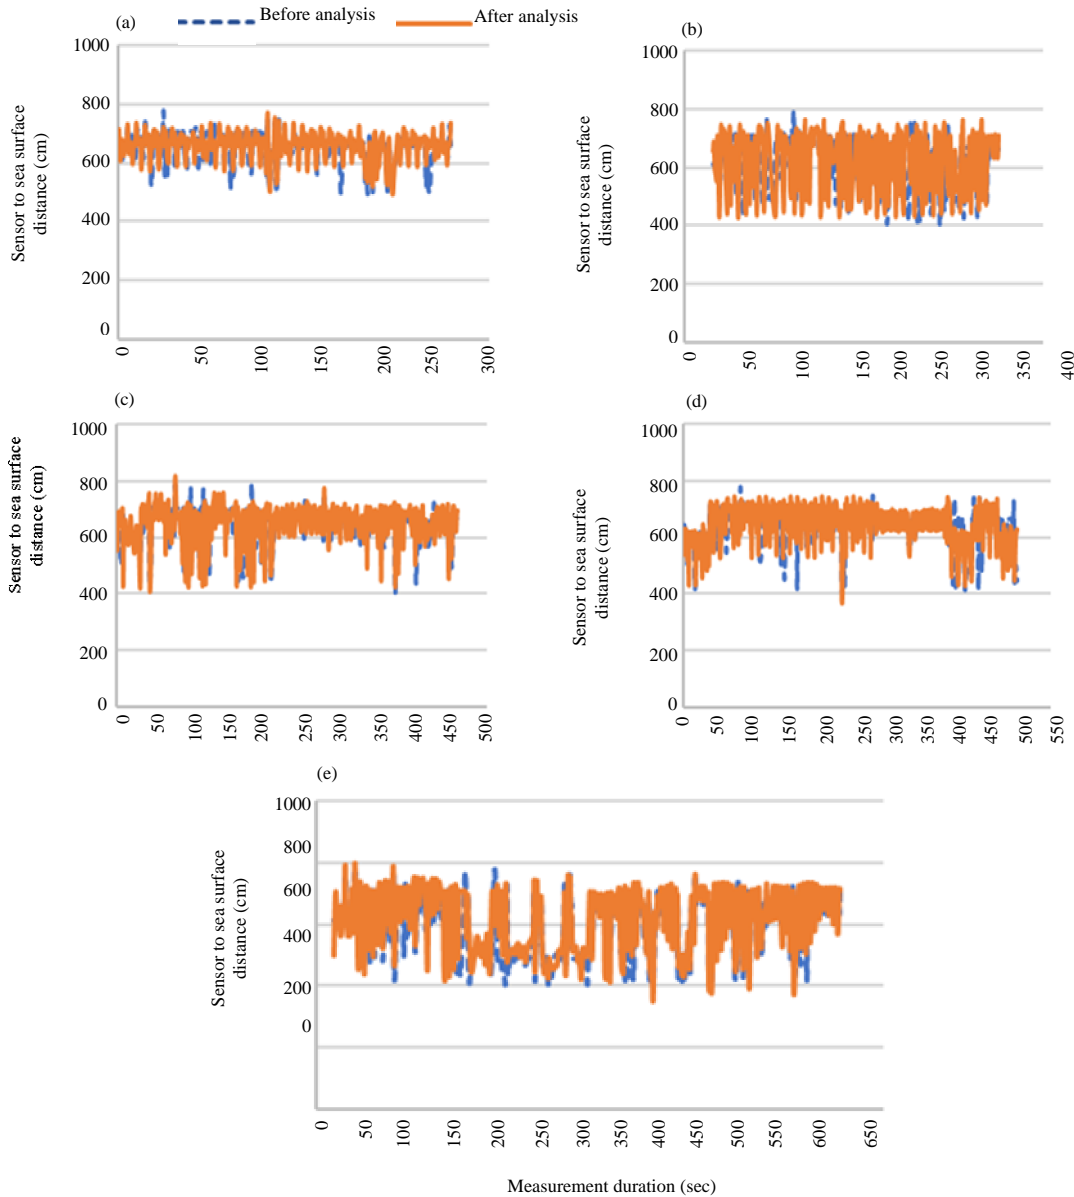 (a)
Before analysis
After analysis
1000
800
600
400
200
0
Sensor to sea surface
distance (cm)
0 50 100 150 200 250 300
(b)
1000
800
600
400
200
0
Sensor to sea surface
distance (cm)
0 50 100 150 200 250 300 350 400
(c)
1000
800
600
400
200
0
Sensor to sea surface
distance (cm)
0 50 100 150 200 250 300 350 400 450 500
(d)
1000
800
600
400
200
0
Sensor to sea surface
distance (cm)
0 50 100 150 200 250 300 350 400 450 500 550
(e)
1000
800
600
400
200
0
Sensor to sea surface
distance (cm)
0 50 100 150 200 250 300 350 400 450 500 550 600 650
Measurement duration (sec)